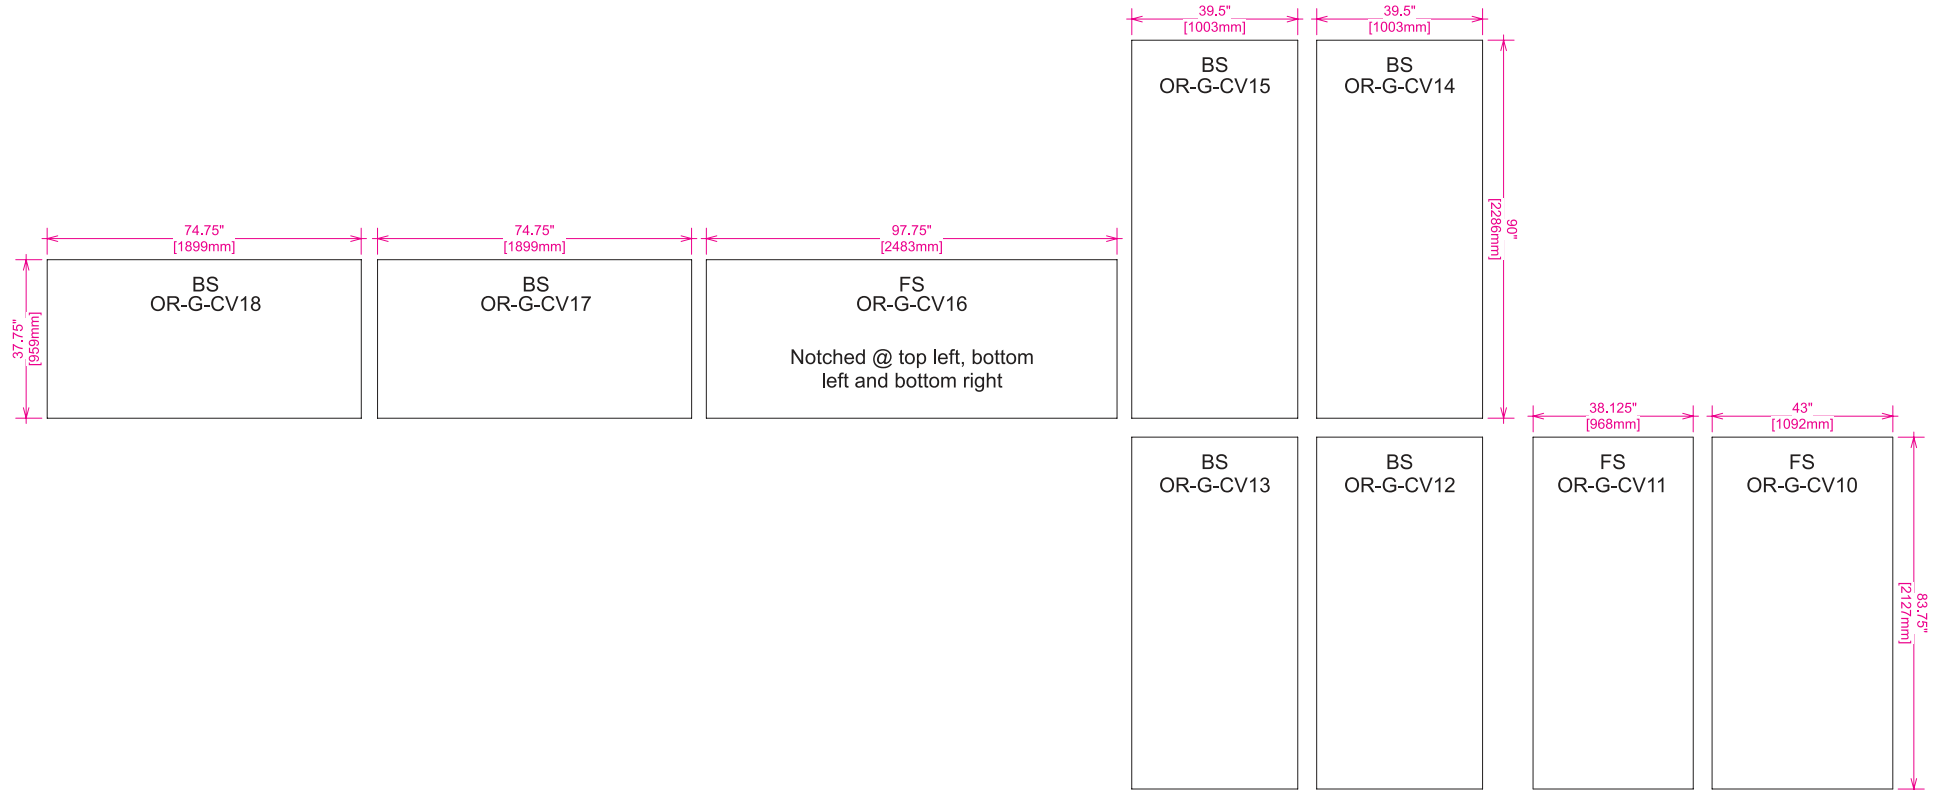 39.5"
[1003mm]
39.5"
[1003mm]
BS
OR-G-CV15
BS
OR-G-CV14
90"
[2286mm]
74.75"
[1899mm]
74.75"
[1899mm]
97.75"
[2483mm]
37.75"
[959mm]
BS
OR-G-CV18
BS
OR-G-CV17
FS
OR-G-CV16
Notched @ top left, bottom
left and bottom right
38.125"
[968mm]
43"
[1092mm]
BS
OR-G-CV13
BS
OR-G-CV12
FS
OR-G-CV11
FS
OR-G-CV10
83.75"
[2127mm]